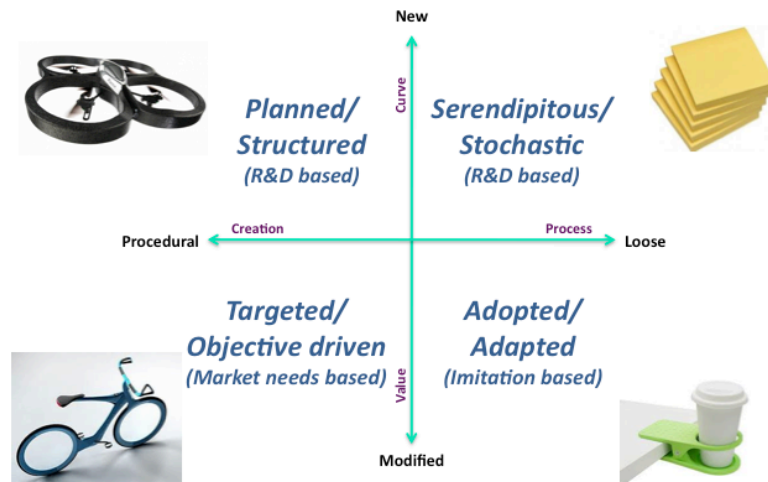 New
Curve
Planned/
Structured
(R&D based)
Serendipitous/
Stochastic
(R&D based)
Procedural
Creation
Process
Loose
Targeted/
Objective driven
(Market needs based)
Adopted/
Adapted
(Imitation based)
Value
Modified